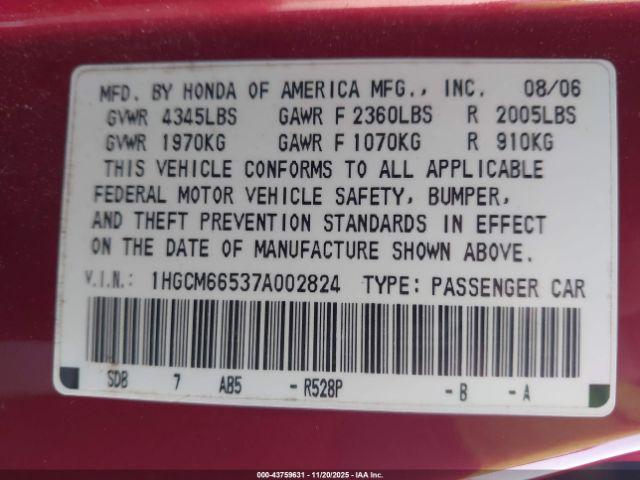 MFD. BY HONDA OF AMERICA MFG., INC. 08/06
GVWR 4345LBS GAWR F 2360LBS R 2005LBS
GVWR 1970KG GAWR F 1070KG R 910KG
THIS VEHICLE CONFORMS TO ALL APPLICABLE
FEDERAL MOTOR VEHICLE SAFETY, BUMPER,
AND THEFT PREVENTION STANDARDS IN EFFECT
ON THE DATE OF MANUFACTURE SHOWN ABOVE.
V.I.N.: 1HGCM66537A002824 TYPE: PASSENGER CAR
SDB 7 AB5 - R528P - B - A
000-43759631 - 11/20/2025 - IAA Inc.